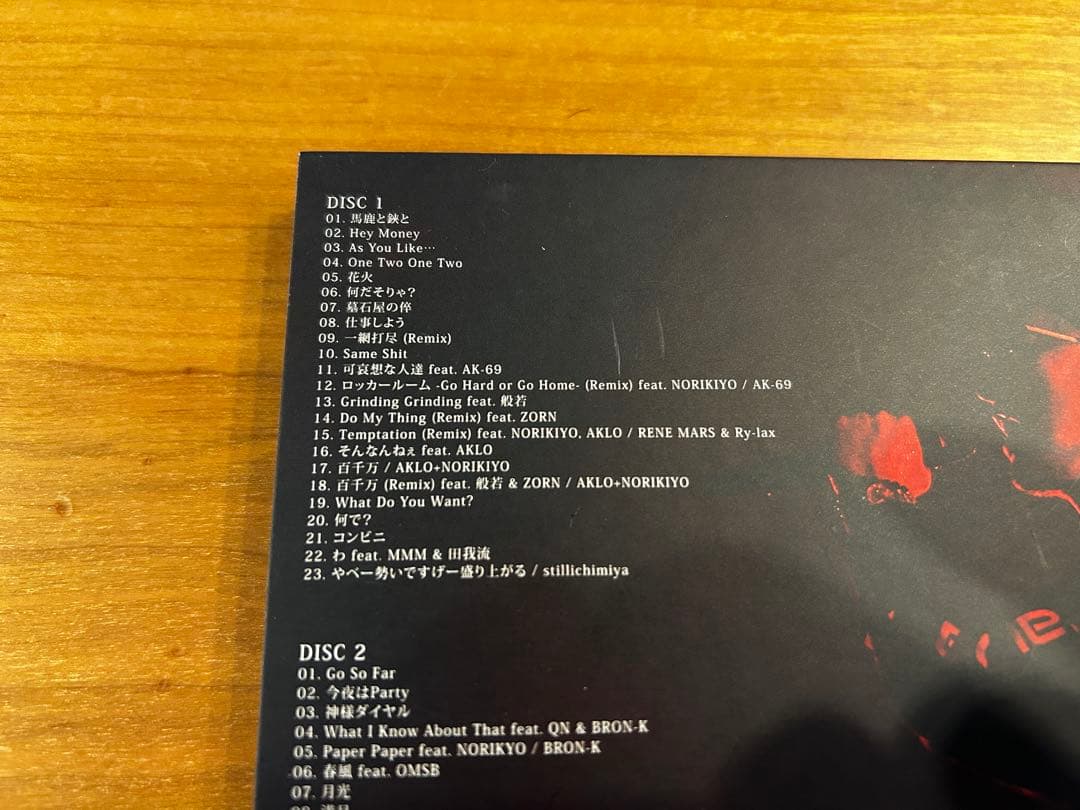 DISC 1
01. 馬鹿と鋏と
02. Hey Money
03. As You Like…
04. One Two One Two
05. 花火
06. 何だそりゃ?
07. 墓石屋の倅
08. 仕事しよう
09. 一網打尽 (Remix)
10. Same Shit
11. 可哀想な人達 feat. AK-69
12. ロッカールーム -Go Hard or Go Home- (Remix) feat. NORIKIYO / AK-69
13. Grinding Grinding feat. 般若
14. Do My Thing (Remix) feat. ZORN
15. Temptation (Remix) feat. NORIKIYO, AKLO / RENE MARS & Ry-lax
16. そんなんねぇ feat. AKLO
17. 百千万 / AKLO+NORIKIYO
18. 百千万 (Remix) feat. 般若 & ZORN / AKLO+NORIKIYO
19. What Do You Want?
20. 何で?
21. コンビニ
22. わ feat. MMM & 田我流
23. やべー勢いですげー盛り上がる / stillichimiya
DISC 2
01. Go So Far
02. 今夜はParty
03. 神様ダイヤル
04. What I Know About That feat. QN & BRON-K
05. Paper Paper feat. NORIKYO / BRON-K
06. 春風 feat. OMSB
07. 月光